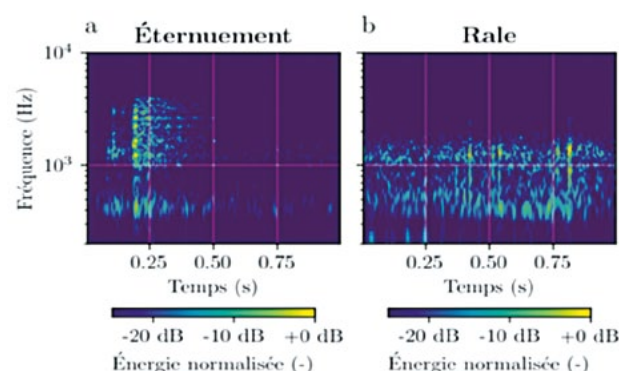 a Éternuement
b Rale
10⁴
10³
Fréquence (Hz)
0.25 0.50 0.75
0.25 0.50 0.75
Temps (s)
Temps (s)
-20 dB -10 dB +0 dB
-20 dB -10 dB +0 dB
Énergie normalisée (-)
Énergie normalisée (-)